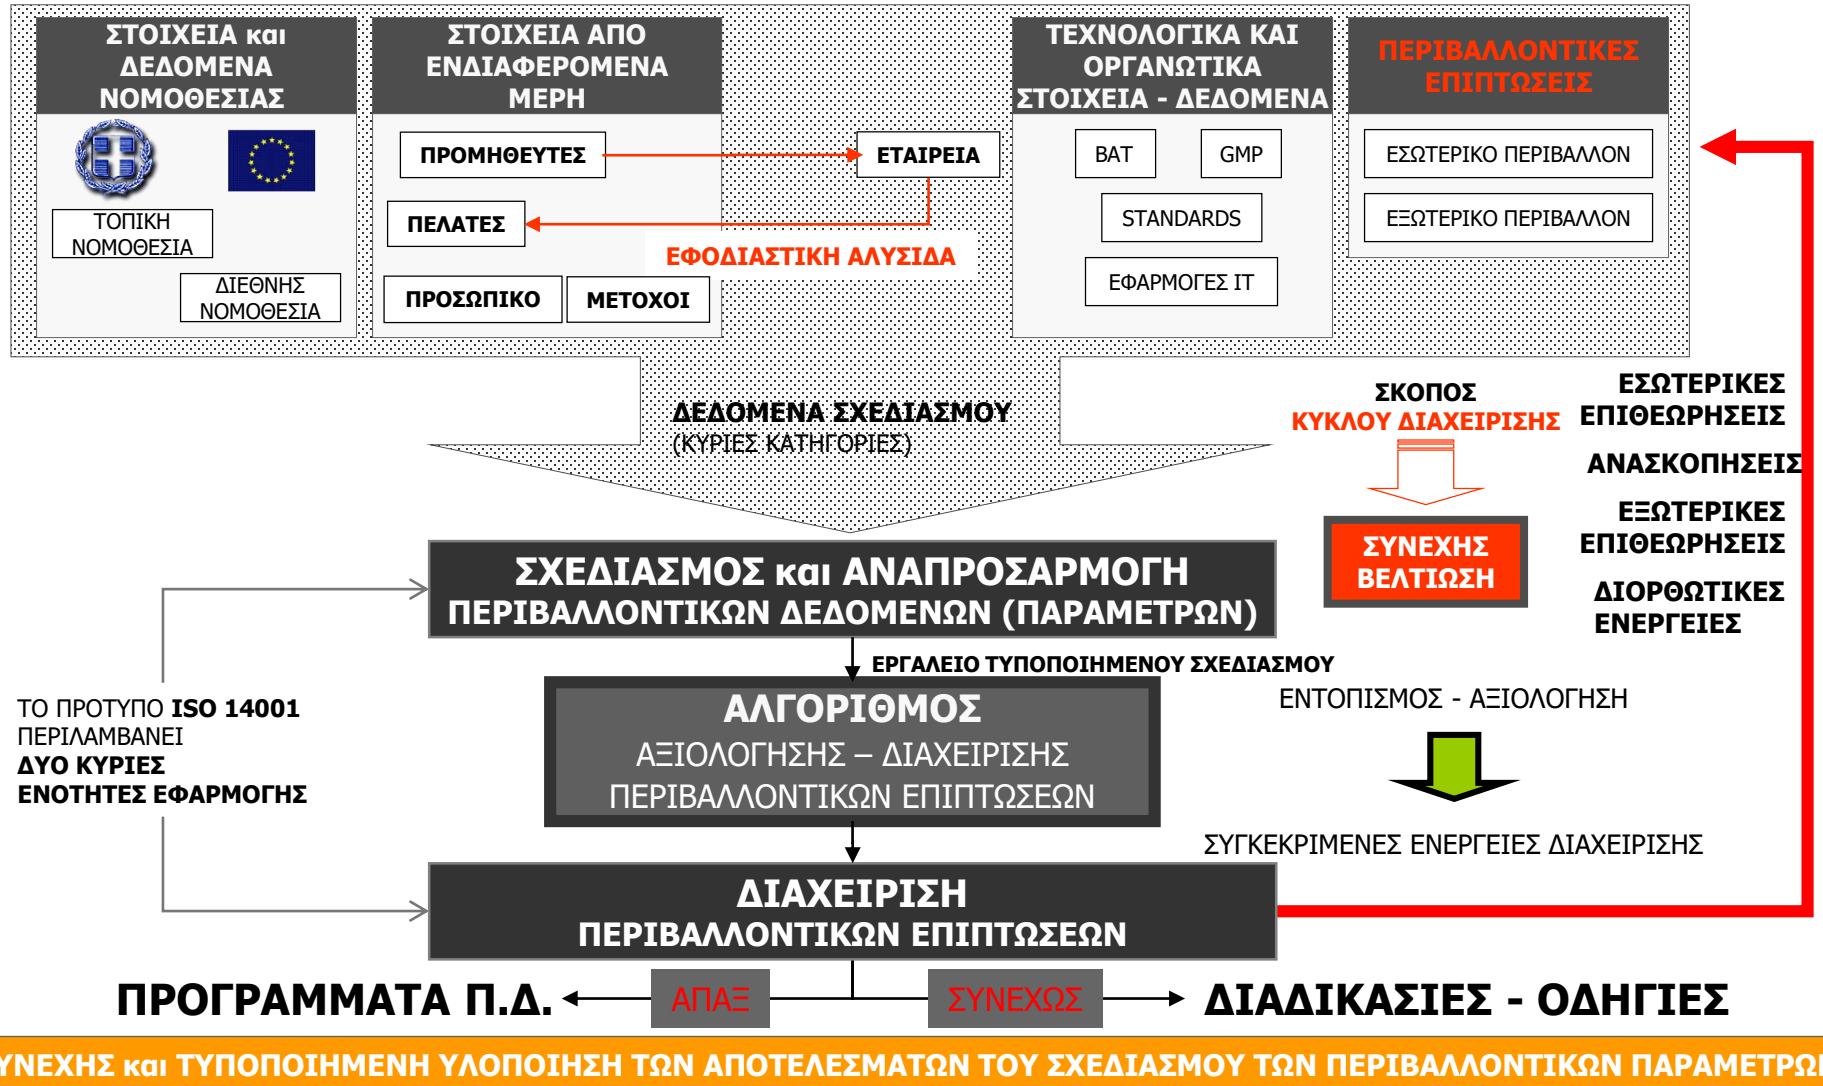 ΣΤΟΙΧΕΙΑ και
ΔΕΔΟΜΕΝΑ
ΝΟΜΟΘΕΣΙΑΣ
ΤΟΠΙΚΗ
ΝΟΜΟΘΕΣΙΑ
ΔΙΕΘΝΗΣ
ΝΟΜΟΘΕΣΙΑ
ΣΤΟΙΧΕΙΑ ΑΠΟ
ΕΝΔΙΑΦΕΡΟΜΕΝΑ
ΜΕΡΗ
ΠΡΟΜΗΘΕΥΤΕΣ
ΕΤΑΙΡΕΙΑ
ΠΕΛΑΤΕΣ
ΕΦΟΔΙΑΣΤΙΚΗ ΑΛΥΣΙΔΑ
ΠΡΟΣΩΠΙΚΟ
ΜΕΤΟΧΟΙ
ΤΕΧΝΟΛΟΓΙΚΑ ΚΑΙ
ΟΡΓΑΝΩΤΙΚΑ
ΣΤΟΙΧΕΙΑ - ΔΕΔΟΜΕΝΑ
BAT
GMP
STANDARDS
ΕΦΑΡΜΟΓΕΣ IT
ΠΕΡΙΒΑΛΛΟΝΤΙΚΕΣ
ΕΠΙΠΤΩΣΕΙΣ
ΕΣΩΤΕΡΙΚΟ ΠΕΡΙΒΑΛΛΟΝ
ΕΞΩΤΕΡΙΚΟ ΠΕΡΙΒΑΛΛΟΝ
ΔΕΔΟΜΕΝΑ ΣΧΕΔΙΑΣΜΟΥ
(ΚΥΡΙΕΣ ΚΑΤΗΓΟΡΙΕΣ)
ΣΚΟΠΟΣ
ΚΥΚΛΟΥ ΔΙΑΧΕΙΡΙΣΗΣ
ΣΥΝΕΧΗΣ
ΒΕΛΤΙΩΣΗ
ΕΣΩΤΕΡΙΚΕΣ
ΕΠΙΘΕΩΡΗΣΕΙΣ
ΑΝΑΣΚΟΠΗΣΕΙΣ
ΕΞΩΤΕΡΙΚΕΣ
ΕΠΙΘΕΩΡΗΣΕΙΣ
ΔΙΟΡΘΩΤΙΚΕΣ
ΕΝΕΡΓΕΙΕΣ
ΣΧΕΔΙΑΣΜΟΣ και ΑΝΑΠΡΟΣΑΡΜΟΓΗ
ΠΕΡΙΒΑΛΛΟΝΤΙΚΩΝ ΔΕΔΟΜΕΝΩΝ (ΠΑΡΑΜΕΤΡΩΝ)
ΕΡΓΑΛΕΙΟ ΤΥΠΟΠΟΙΗΜΕΝΟΥ ΣΧΕΔΙΑΣΜΟΥ
ΤΟ ΠΡΟΤΥΠΟ ISO 14001
ΠΕΡΙΛΑΜΒΑΝΕΙ
ΔΥΟ ΚΥΡΙΕΣ
ΕΝΟΤΗΤΕΣ ΕΦΑΡΜΟΓΗΣ
ΑΛΓΟΡΙΘΜΟΣ
ΑΞΙΟΛΟΓΗΣΗΣ – ΔΙΑΧΕΙΡΙΣΗΣ
ΠΕΡΙΒΑΛΛΟΝΤΙΚΩΝ ΕΠΙΠΤΩΣΕΩΝ
ΕΝΤΟΠΙΣΜΟΣ - ΑΞΙΟΛΟΓΗΣΗ
ΣΥΓΚΕΚΡΙΜΕΝΕΣ ΕΝΕΡΓΕΙΕΣ ΔΙΑΧΕΙΡΙΣΗΣ
ΔΙΑΧΕΙΡΙΣΗ
ΠΕΡΙΒΑΛΛΟΝΤΙΚΩΝ ΕΠΙΠΤΩΣΕΩΝ
ΠΡΟΓΡΑΜΜΑΤΑ Π.Δ.
ΑΠΑΞ
ΣΥΝΕΧΩΣ
ΔΙΑΔΙΚΑΣΙΕΣ - ΟΔΗΓΙΕΣ
ΥΝΕΧΗΣ και ΤΥΠΟΠΟΙΗΜΕΝΗ ΥΛΟΠΟΙΗΣΗ ΤΩΝ ΑΠΟΤΕΛΕΣΜΑΤΩΝ ΤΟΥ ΣΧΕΔΙΑΣΜΟΥ ΤΩΝ ΠΕΡΙΒΑΛΛΟΝΤΙΚΩΝ ΠΑΡΑΜΕΤΡΩΝ